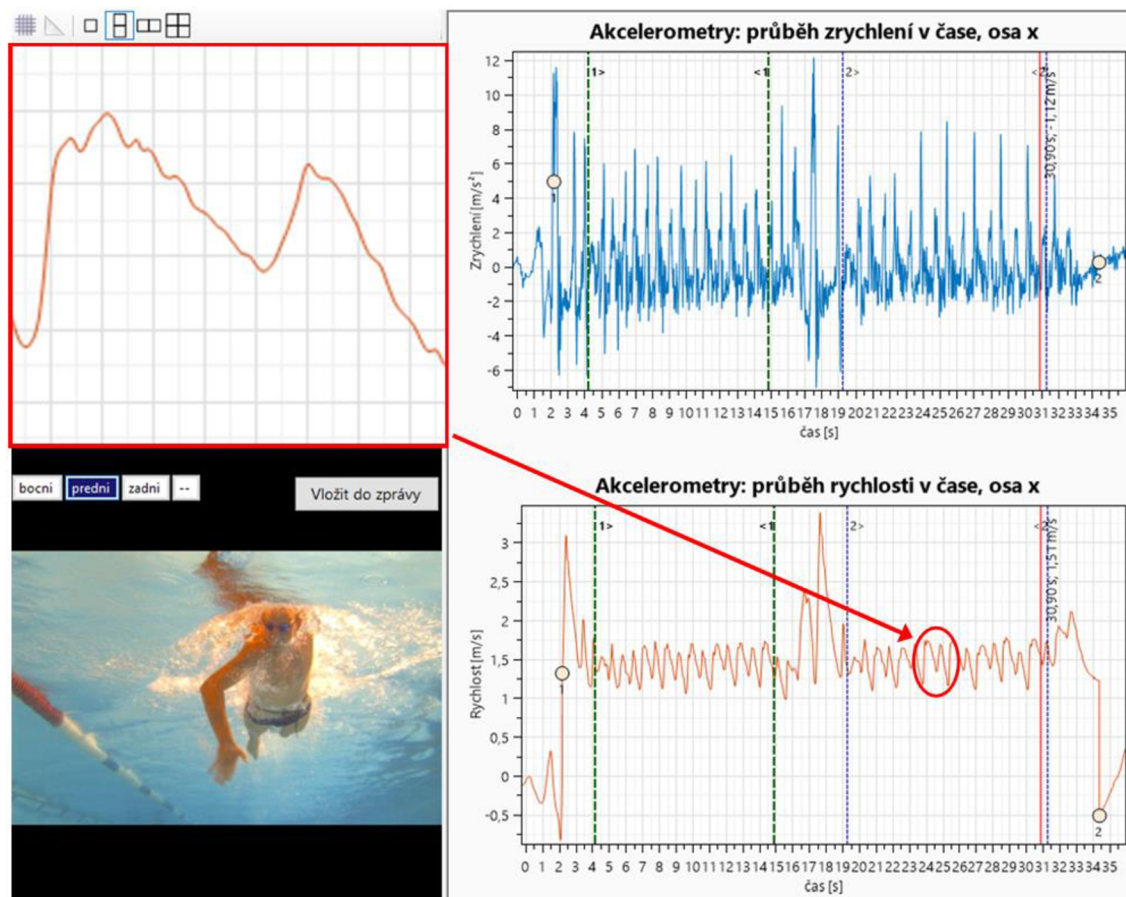 Akcelerometry: průběh zrychlení v čase, osa x
12
10
8
6
4
2
0
-2
-4
-6
Zrychlení [m/s²]
1>
<1
2>
<2
30,90 s; -1,12 m/s
1
2
0 1 2 3 4 5 6 7 8 9 10 11 12 13 14 15 16 17 18 19 20 21 22 23 24 25 26 27 28 29 30 31 32 33 34 35
čas [s]
bocni predni zadni --
Vložit do zprávy
Akcelerometry: průběh rychlosti v čase, osa x
3
2,5
2
1,5
1
0,5
0
-0,5
Rychlost [m/s]
1>
<1
2>
<2
30,90 s; 1,51 m/s
1
2
0 1 2 3 4 5 6 7 8 9 10 11 12 13 14 15 16 17 18 19 20 21 22 23 24 25 26 27 28 29 30 31 32 33 34 35
čas [s]